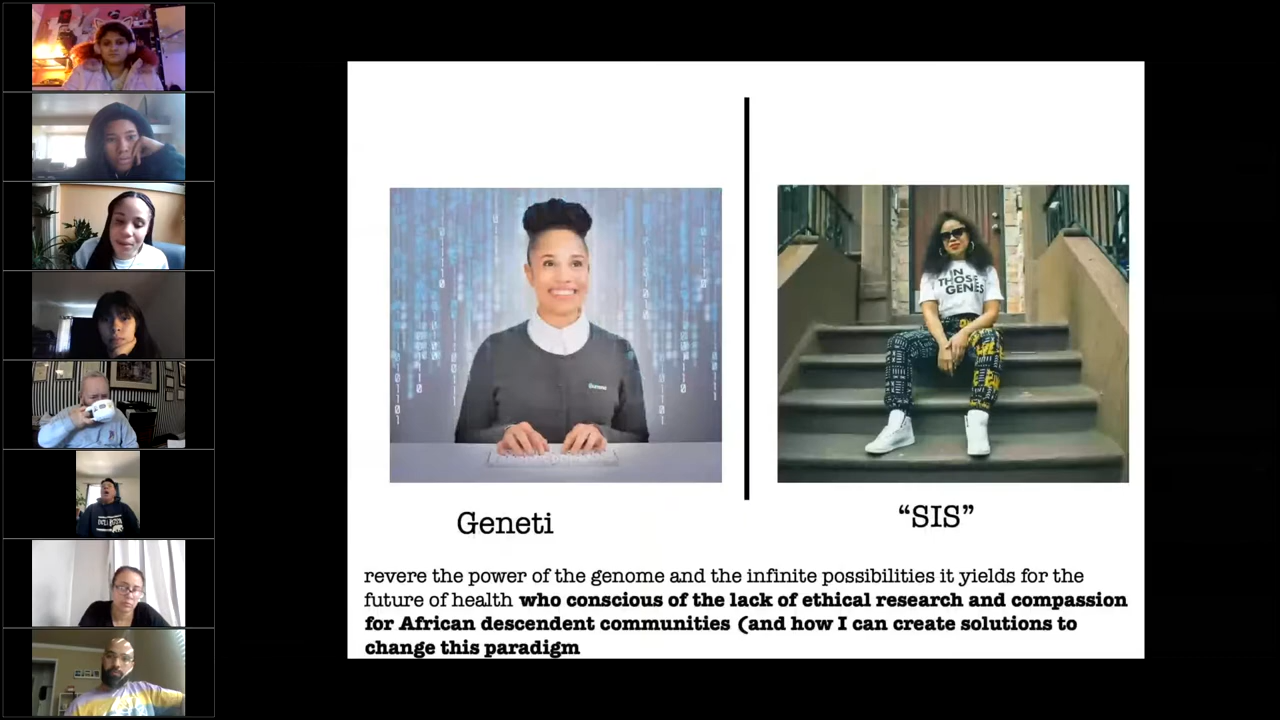 IN
THOSE
GENES
Geneti
“SIS”
revere the power of the genome and the infinite possibilities it yields for the
future of health who conscious of the lack of ethical research and compassion
for African descendent communities (and how I can create solutions to
change this paradigm